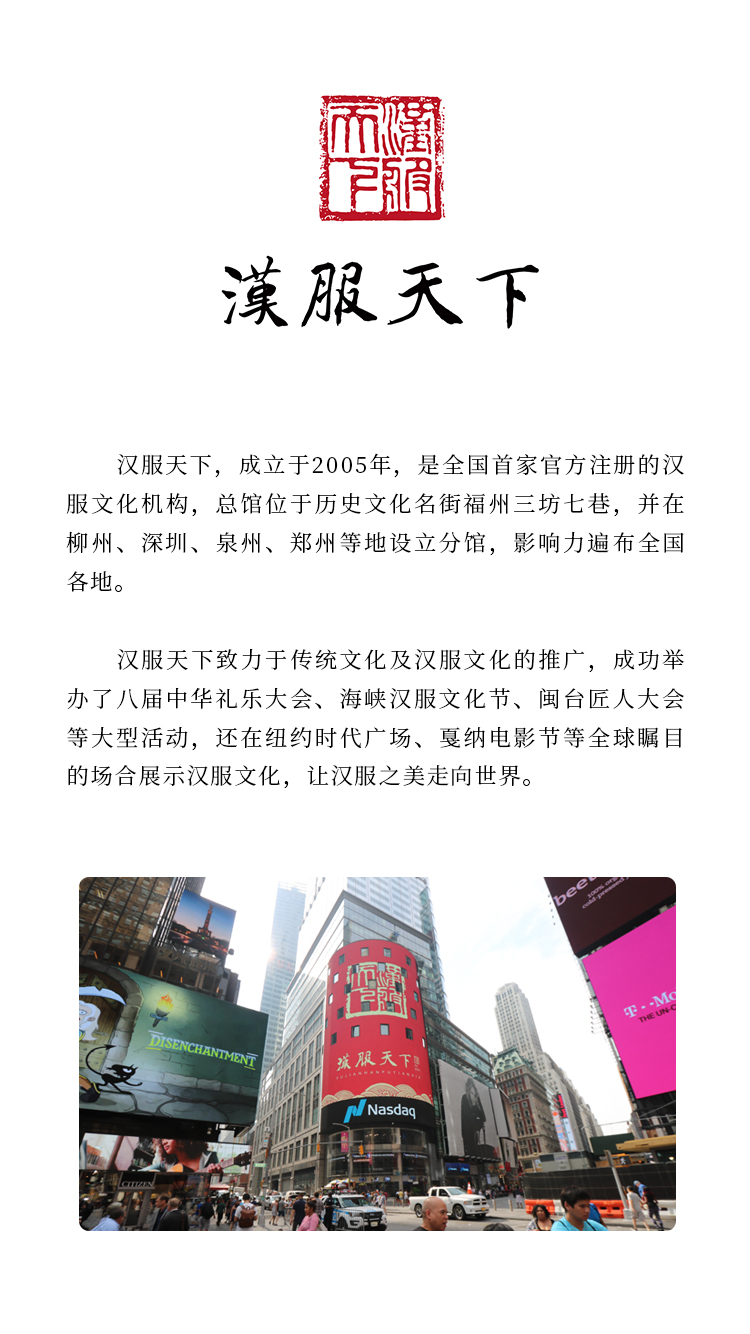 漢服天下
漢服天下
汉服天下，成立于2005年，是全国首家官方注册的汉
服文化机构，总馆位于历史文化名街福州三坊七巷，并在
柳州、深圳、泉州、郑州等地设立分馆，影响力遍布全国
各地。
汉服天下致力于传统文化及汉服文化的推广，成功举
办了八届中华礼乐大会、海峡汉服文化节、闽台匠人大会
等大型活动，还在纽约时代广场、戛纳电影节等全球瞩目
的场合展示汉服文化，让汉服之美走向世界。
100% org
cold-pressed
DISENCHANTMENT
漢服天下
漢服天下
Nasdaq
T
THE UN-C
CITIZEN